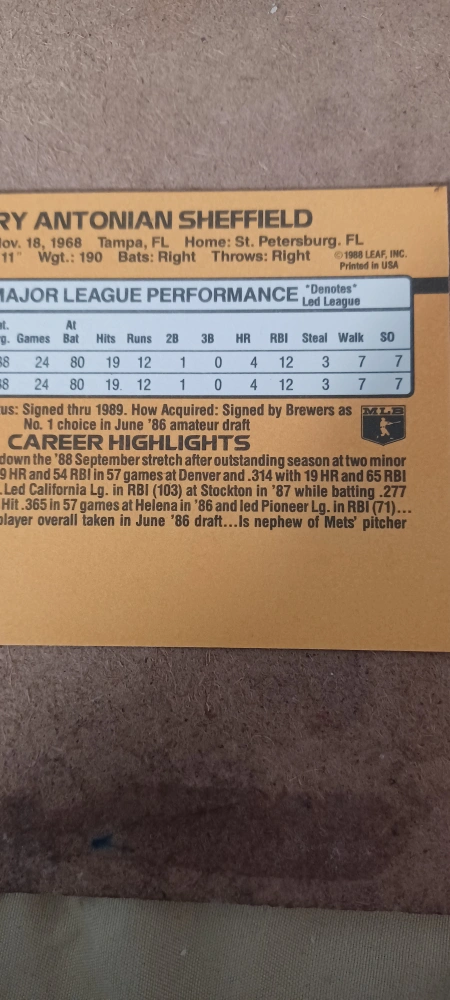 RY ANTONIAN SHEFFIELD
Nov. 18, 1968 Tampa, FL Home: St. Petersburg. FL
11" Wgt.: 190 Bats: Right Throws: Right ©1988 LEAF, INC.
Printed in USA
MAJOR LEAGUE PERFORMANCE *Denotes*
Led League
At
Games Bat Hits Runs 2B 3B HR RBI Steal Walk SO
88 24 80 19 12 1 0 4 12 3 7 7
88 24 80 19. 12 1 0 4 12 3 7 7
us: Signed thru 1989. How Acquired: Signed by Brewers as
No. 1 choice in June '86 amateur draft
MLB
CAREER HIGHLIGHTS
down the '88 September stretch after outstanding season at two minor
9 HR and 54 RBI in 57 games at Denver and .314 with 19 HR and 65 RBI
. Led California Lg. in RBI (103) at Stockton in '87 while batting .277
Hit .365 in 57 games at Helena in '86 and led Pioneer Lg. in RBI (71)...
player overall taken in June '86 draft...Is nephew of Mets' pitcher